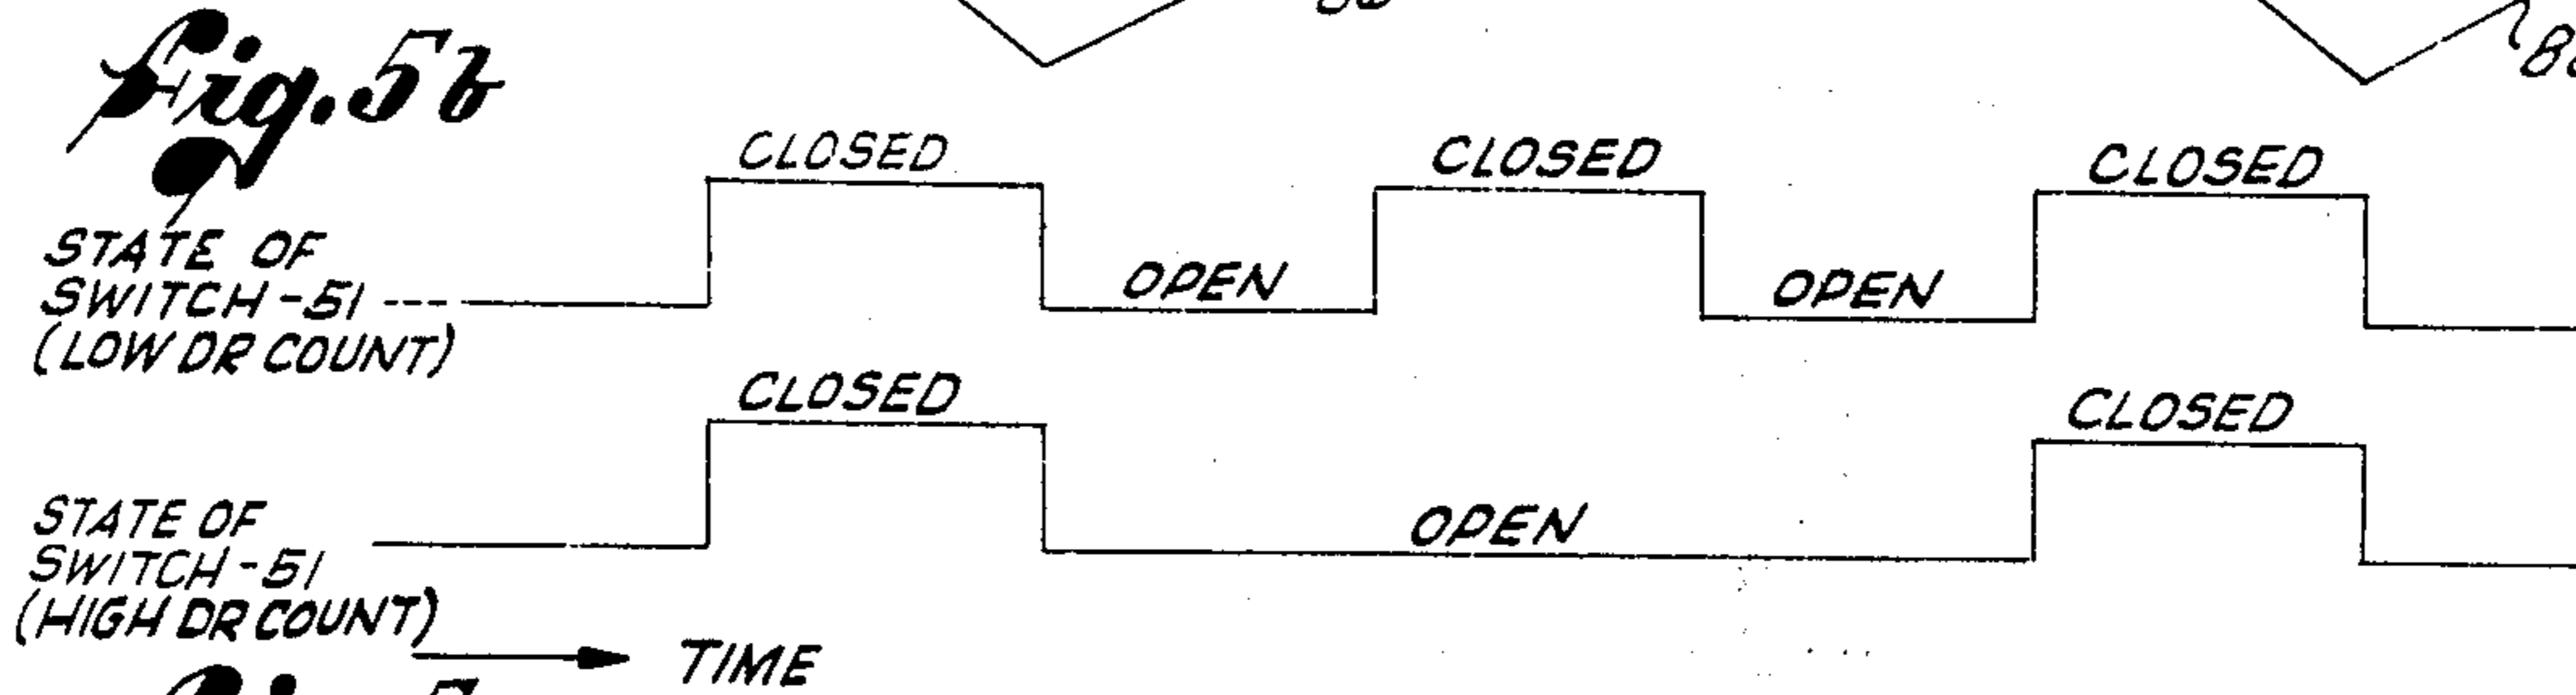 Fig. 5b
CLOSED
CLOSED
CLOSED
OPEN
OPEN
STATE OF
SWITCH-51
(LOW DR COUNT)
CLOSED
CLOSED
OPEN
STATE OF
SWITCH-51
(HIGH DR COUNT)
TIME